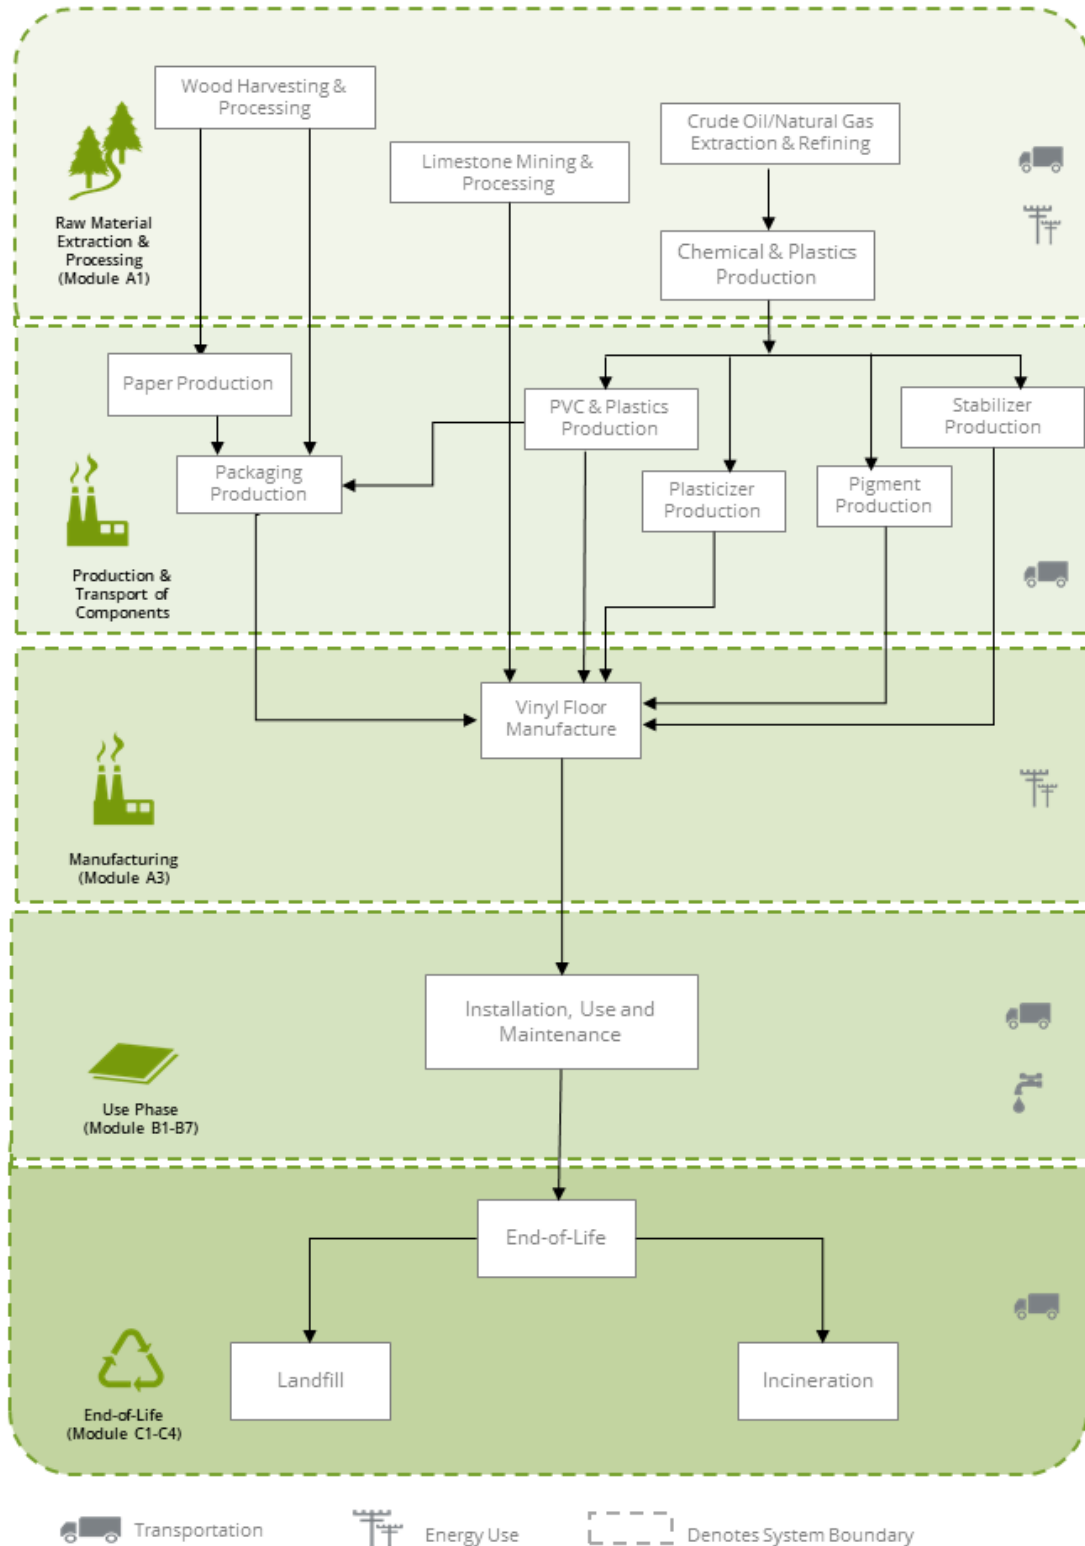 Wood Harvesting &
Processing
Crude Oil/Natural Gas
Extraction & Refining
Limestone Mining &
Processing
Raw Material
Extraction &
Processing
(Module A1)
Chemical & Plastics
Production
Paper Production
PVC & Plastics
Production
Stabilizer
Production
Packaging
Production
Plasticizer
Production
Pigment
Production
Production &
Transport of
Components
Vinyl Floor
Manufacture
Manufacturing
(Module A3)
Installation, Use and
Maintenance
Use Phase
(Module B1-B7)
End-of-Life
Landfill
Incineration
End-of-Life
(Module C1-C4)
Transportation
Energy Use
Denotes System Boundary